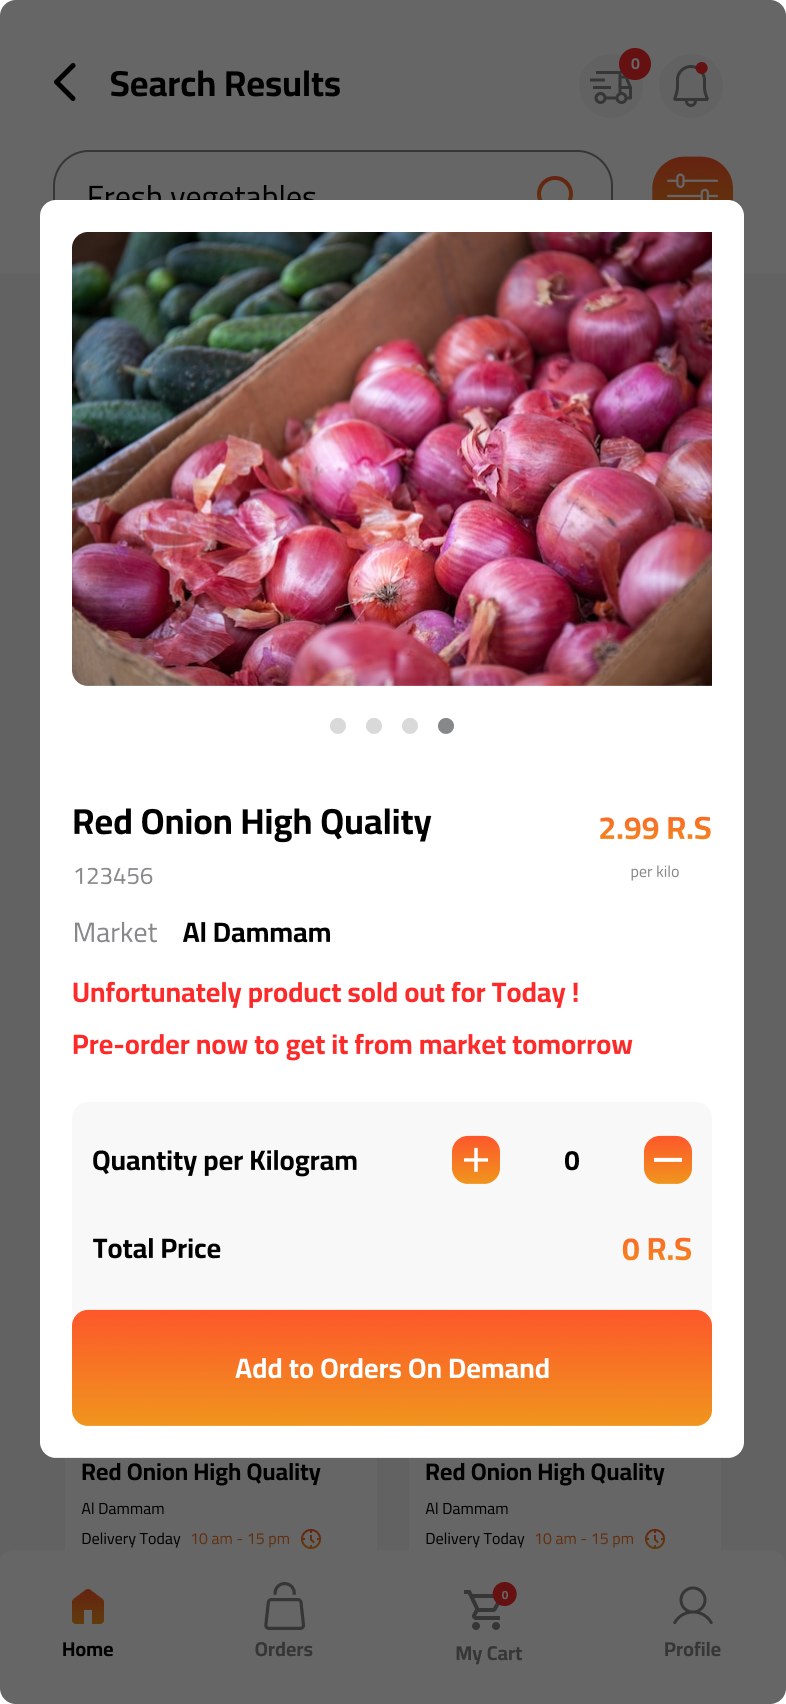 Search Results
0
Fresh vegetables
Red Onion High Quality
2.99 R.S
123456
per kilo
Market Al Dammam
Unfortunately product sold out for Today !
Pre-order now to get it from market tomorrow
Quantity per Kilogram
0
Total Price
0 R.S
Add to Orders On Demand
Red Onion High Quality
Al Dammam
Delivery Today 10 am - 15 pm
Red Onion High Quality
Al Dammam
Delivery Today 10 am - 15 pm
0
Home
Orders
My Cart
Profile